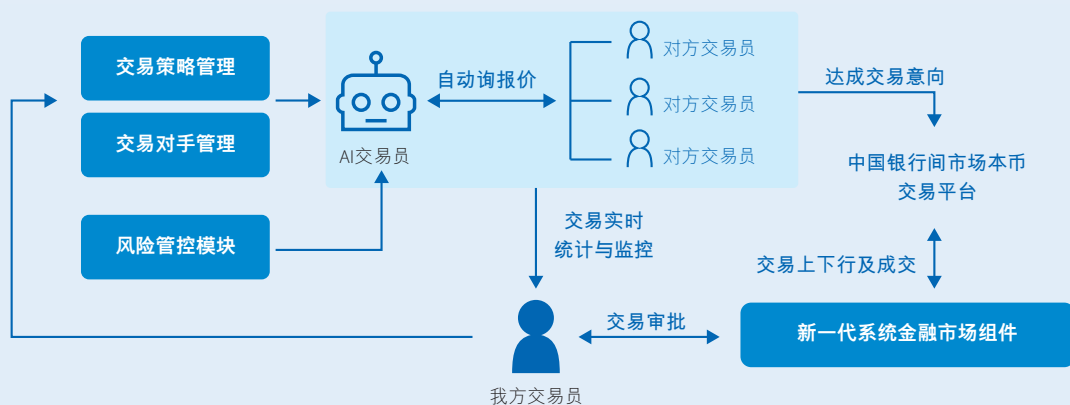 交易策略管理
交易对手管理
风险管控模块
AI交易员
自动询报价
对方交易员
对方交易员
对方交易员
达成交易意向
中国银行间市场本币
交易平台
交易实时
统计与监控
交易上下行及成交
交易审批
新一代系统金融市场组件
我方交易员